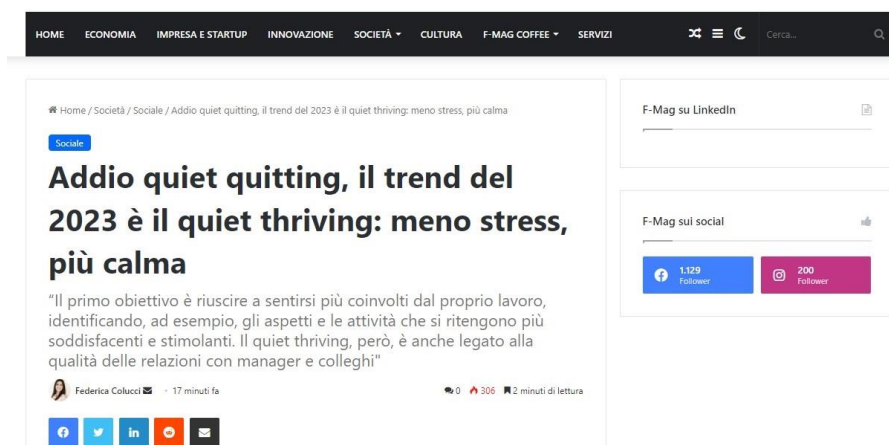 HOME ECONOMIA IMPRESA E STARTUP INNOVAZIONE SOCIETÀ CULTURA F-MAG COFFEE SERVIZI Cerca...
Home / Società / Sociale / Addio quiet quitting, il trend del 2023 è il quiet thriving: meno stress, più calma
Sociale
Addio quiet quitting, il trend del
2023 è il quiet thriving: meno stress,
più calma
"Il primo obiettivo è riuscire a sentirsi più coinvolti dal proprio lavoro,
identificando, ad esempio, gli aspetti e le attività che si ritengono più
soddisfacenti e stimolanti. Il quiet thriving, però, è anche legato alla
qualità delle relazioni con manager e colleghi"
Federica Colucci · 17 minuti fa 0 306 2 minuti di lettura
F-Mag su LinkedIn
F-Mag sui social
1.129
Follower
200
Follower